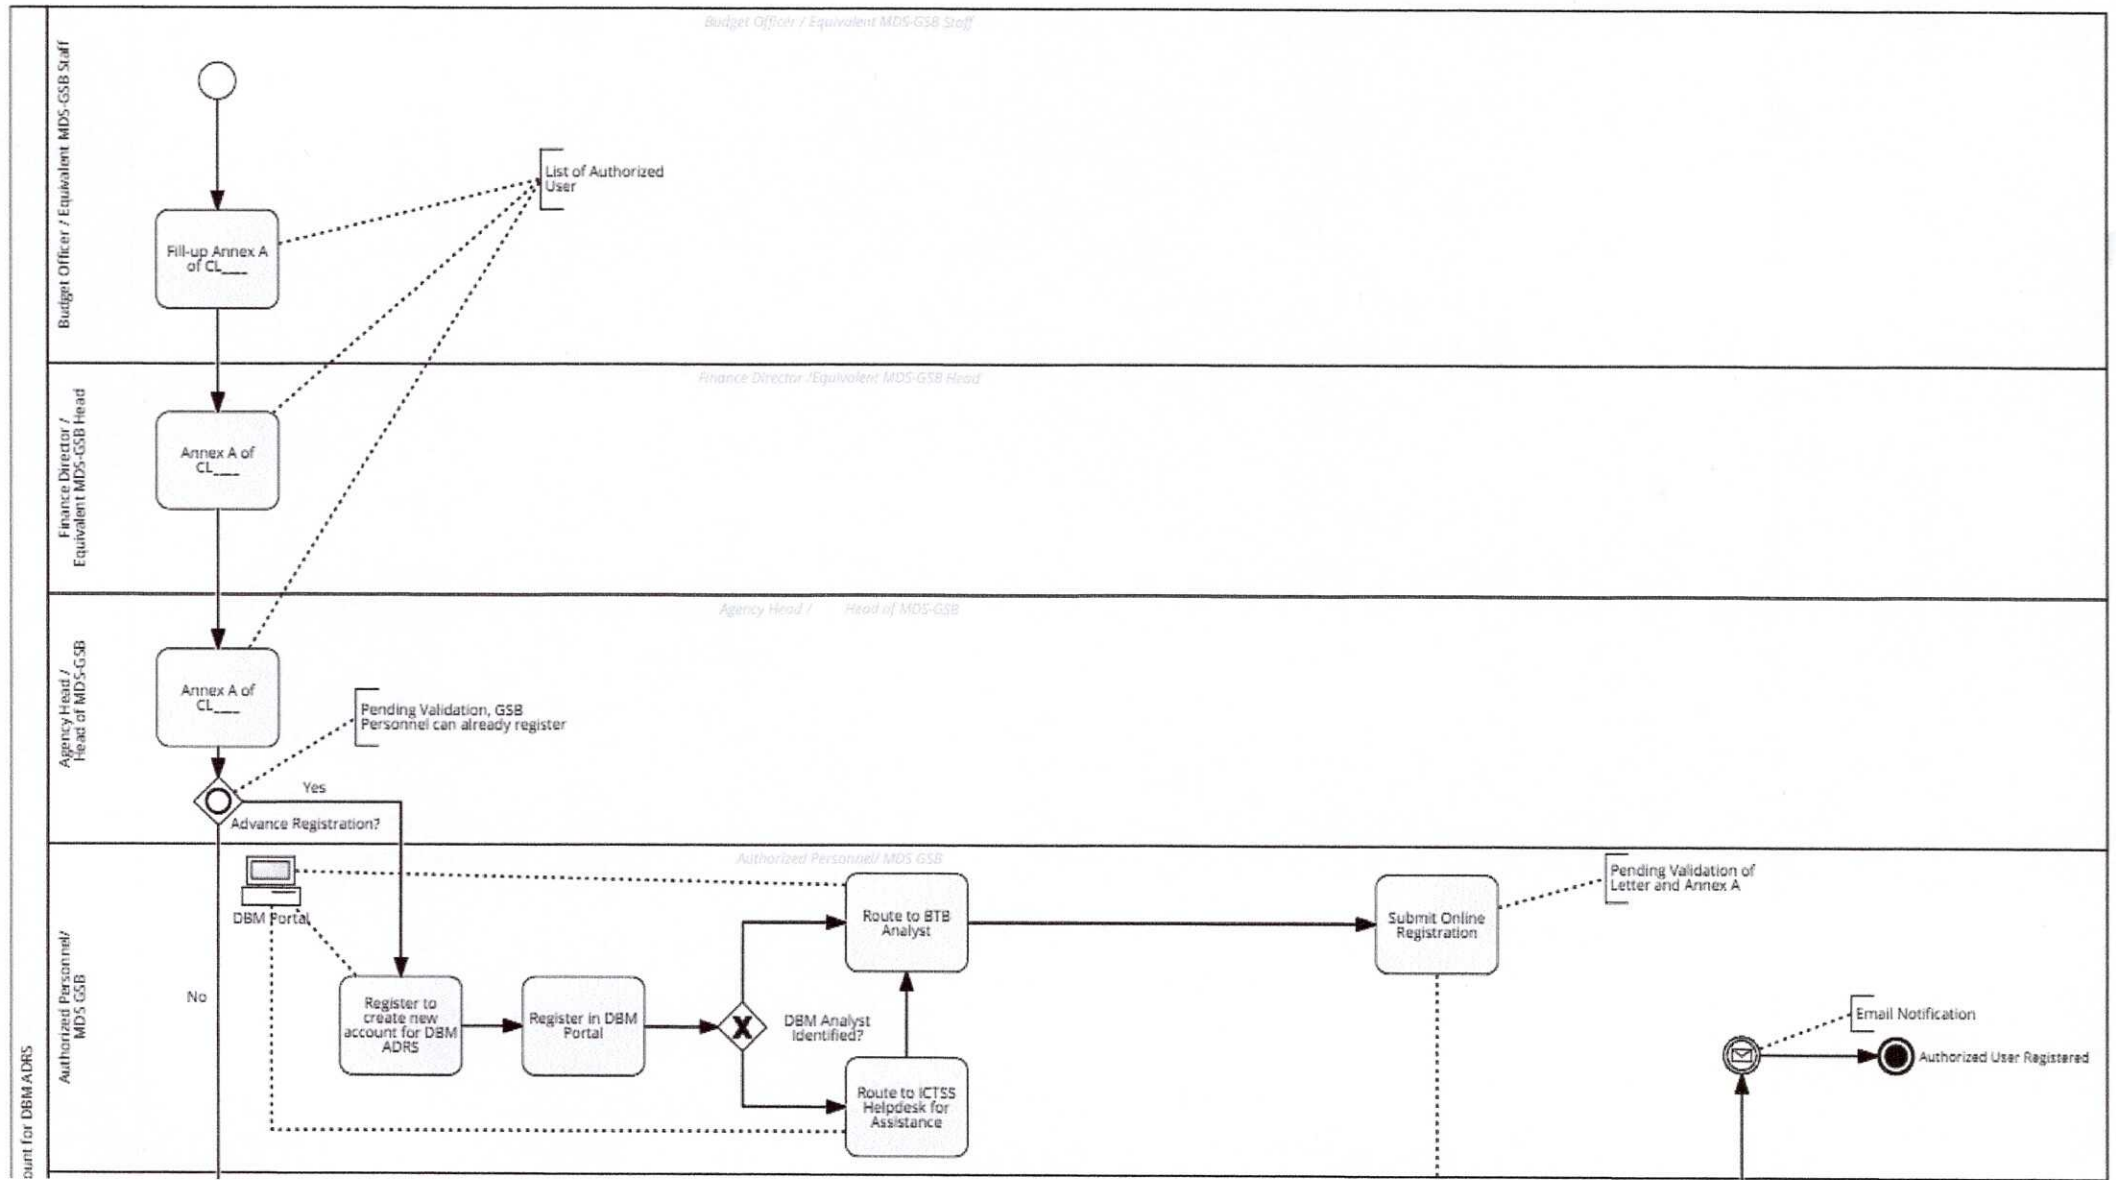 Budget Officer / Equivalent MDS-GSB Staff
Budget Officer / Equivalent MDS-GSB Staff
List of Authorized
User
Fill-up Annex A
of CL____
Finance Director /
Equivalent MDS-GSB Head
Finance Director /Equivalent MDS-GSB Head
Annex A of
CL____
Agency Head /
Head of MDS-GSB
Agency Head / Head of MDS-GSB
Annex A of
CL____
Pending Validation, GSB
Personnel can already register
Yes
Advance Registration?
Authorized Personnel/
MDS GSB
Authorized Personnel/ MDS GSB
DBM Portal
No
Register to
create new
account for DBM
ADRS
Register in DBM
Portal
DBM Analyst
Identified?
Route to BTB
Analyst
Route to ICTSS
Helpdesk for
Assistance
Submit Online
Registration
Pending Validation of
Letter and Annex A
Email Notification
Authorized User Registered
ount for DBM ADRS